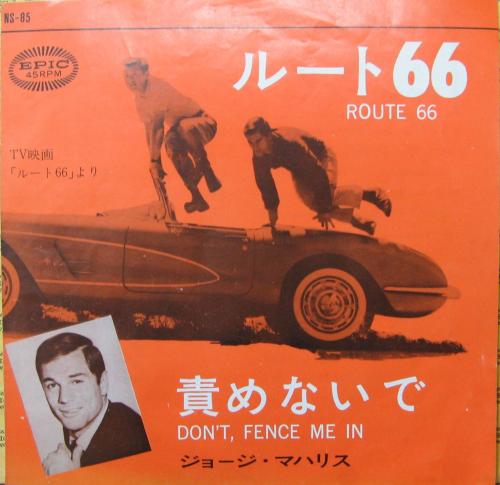 NS-85
EPIC
45RPM
ルート66
ROUTE 66
TV映画
「ルート66」より
責めないで
DON'T, FENCE ME IN
ジョージ・マハリス